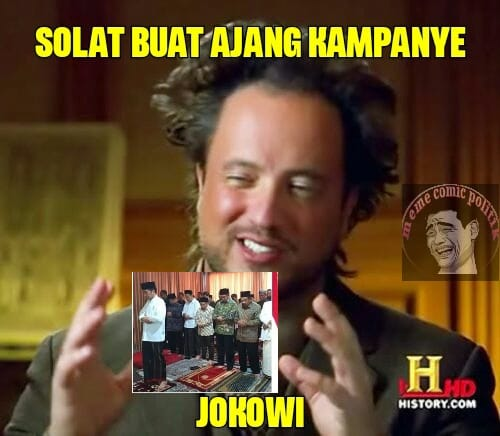 SOLAT BUAT AJANG KAMPANYE
meme comic politik
H HD
HISTORY.COM
JOKOWI